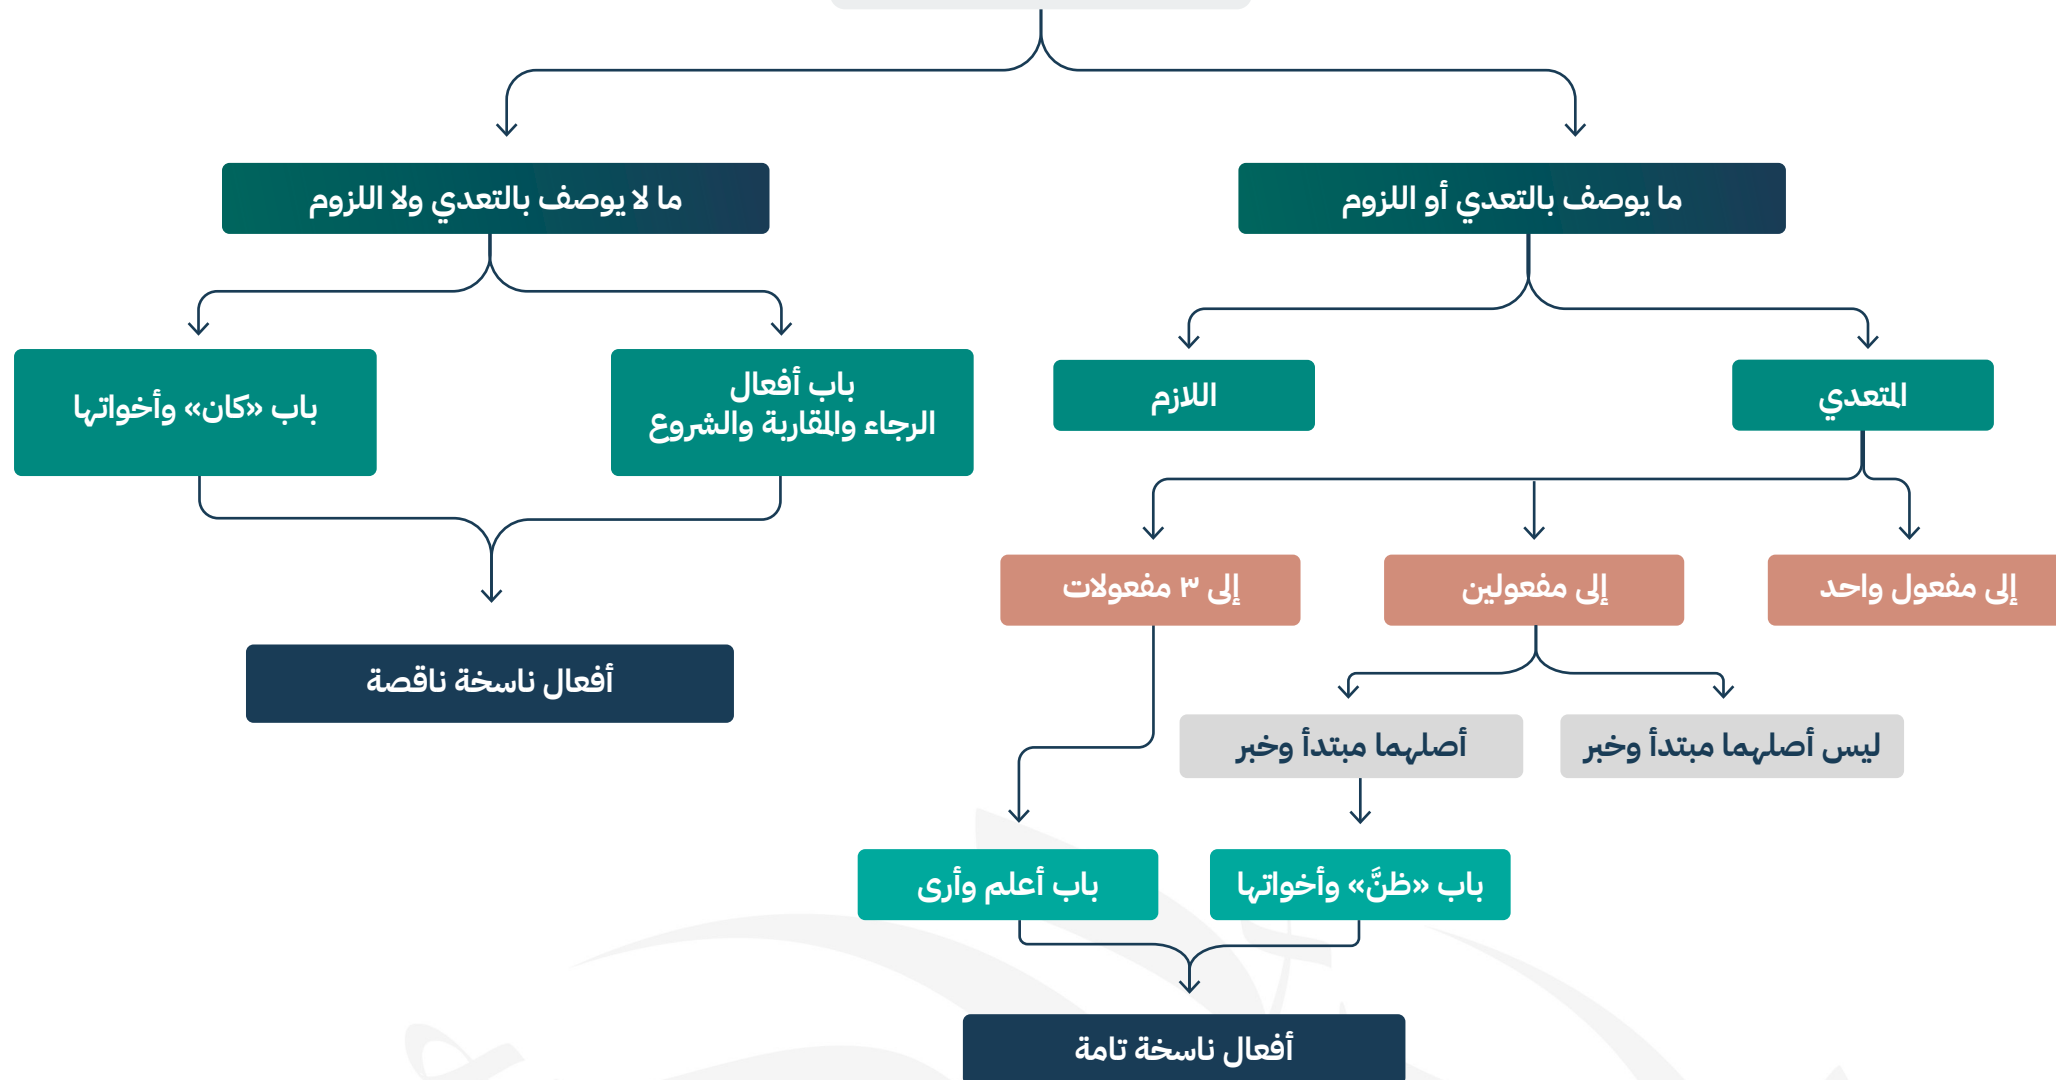 ما يوصف بالتعدي أو اللزوم
ما لا يوصف بالتعدي ولا اللزوم
المتعدي
اللازم
باب أفعال
الرجاء والمقاربة والشروع
باب «كان» وأخواتها
إلى مفعول واحد
إلى مفعولين
إلى ٣ مفعولات
أفعال ناسخة ناقصة
ليس أصلهما مبتدأ وخبر
أصلهما مبتدأ وخبر
باب «ظنَّ» وأخواتها
باب أعلم وأرى
أفعال ناسخة تامة